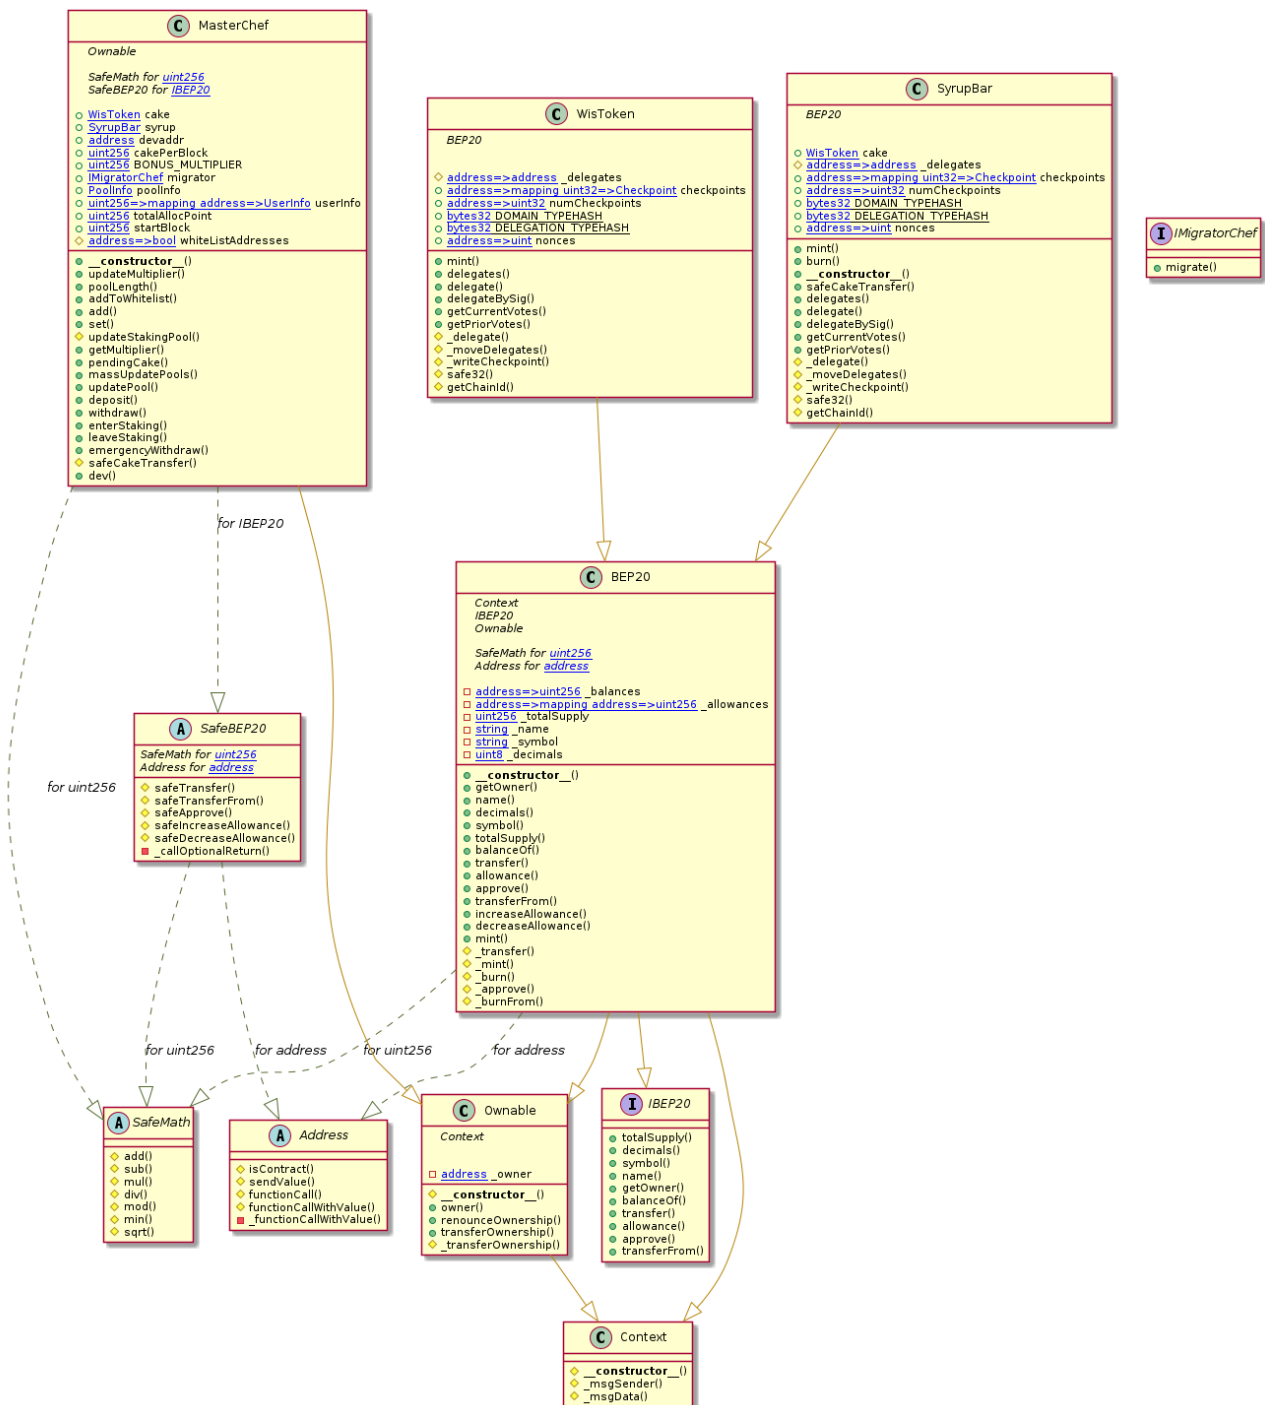 C MasterChef
Ownable
SafeMath for uint256
SafeBEP20 for IBEP20
WisToken cake
SyrupBar syrup
address devaddr
uint256 cakePerBlock
uint256 BONUS_MULTIPLIER
IMigratorChef migrator
PoolInfo poolInfo
uint256=>mapping address=>UserInfo userInfo
uint256 totalAllocPoint
uint256 startBlock
address=>bool whiteListAddresses
__constructor__()
updateMultiplier()
poolLength()
addToWhitelist()
add()
set()
updateStakingPool()
getMultiplier()
pendingCake()
massUpdatePools()
updatePool()
deposit()
withdraw()
enterStaking()
leaveStaking()
emergencyWithdraw()
safeCakeTransfer()
dev()
C WisToken
BEP20
address=>address _delegates
address=>mapping uint32=>Checkpoint checkpoints
address=>uint32 numCheckpoints
bytes32 DOMAIN_TYPEHASH
bytes32 DELEGATION_TYPEHASH
address=>uint nonces
mint()
delegates()
delegate()
delegateBySig()
getCurrentVotes()
getPriorVotes()
_delegate()
_moveDelegates()
_writeCheckpoint()
safe32()
getChainId()
C SyrupBar
BEP20
WisToken cake
address=>address _delegates
address=>mapping uint32=>Checkpoint checkpoints
address=>uint32 numCheckpoints
bytes32 DOMAIN_TYPEHASH
bytes32 DELEGATION_TYPEHASH
address=>uint nonces
mint()
burn()
__constructor__()
safeCakeTransfer()
delegates()
delegate()
delegateBySig()
getCurrentVotes()
getPriorVotes()
_delegate()
_moveDelegates()
_writeCheckpoint()
safe32()
getChainId()
I IMigratorChef
migrate()
for IBEP20
for uint256
C BEP20
Context
IBEP20
Ownable
SafeMath for uint256
Address for address
address=>uint256 _balances
address=>mapping address=>uint256 _allowances
uint256 _totalSupply
string _name
string _symbol
uint8 _decimals
__constructor__()
getOwner()
name()
decimals()
symbol()
totalSupply()
balanceOf()
transfer()
allowance()
approve()
transferFrom()
increaseAllowance()
decreaseAllowance()
mint()
_transfer()
_mint()
_burn()
_approve()
_burnFrom()
A SafeBEP20
SafeMath for uint256
Address for address
safeTransfer()
safeTransferFrom()
safeApprove()
safeIncreaseAllowance()
safeDecreaseAllowance()
_callOptionalReturn()
for uint256
for address
for uint256
for address
A SafeMath
add()
sub()
mul()
div()
mod()
min()
sqrt()
A Address
isContract()
sendValue()
functionCall()
functionCallWithValue()
_functionCallWithValue()
C Ownable
Context
address _owner
__constructor__()
owner()
renounceOwnership()
transferOwnership()
_transferOwnership()
I IBEP20
totalSupply()
decimals()
symbol()
name()
getOwner()
balanceOf()
transfer()
allowance()
approve()
transferFrom()
C Context
__constructor__()
_msgSender()
_msgData()